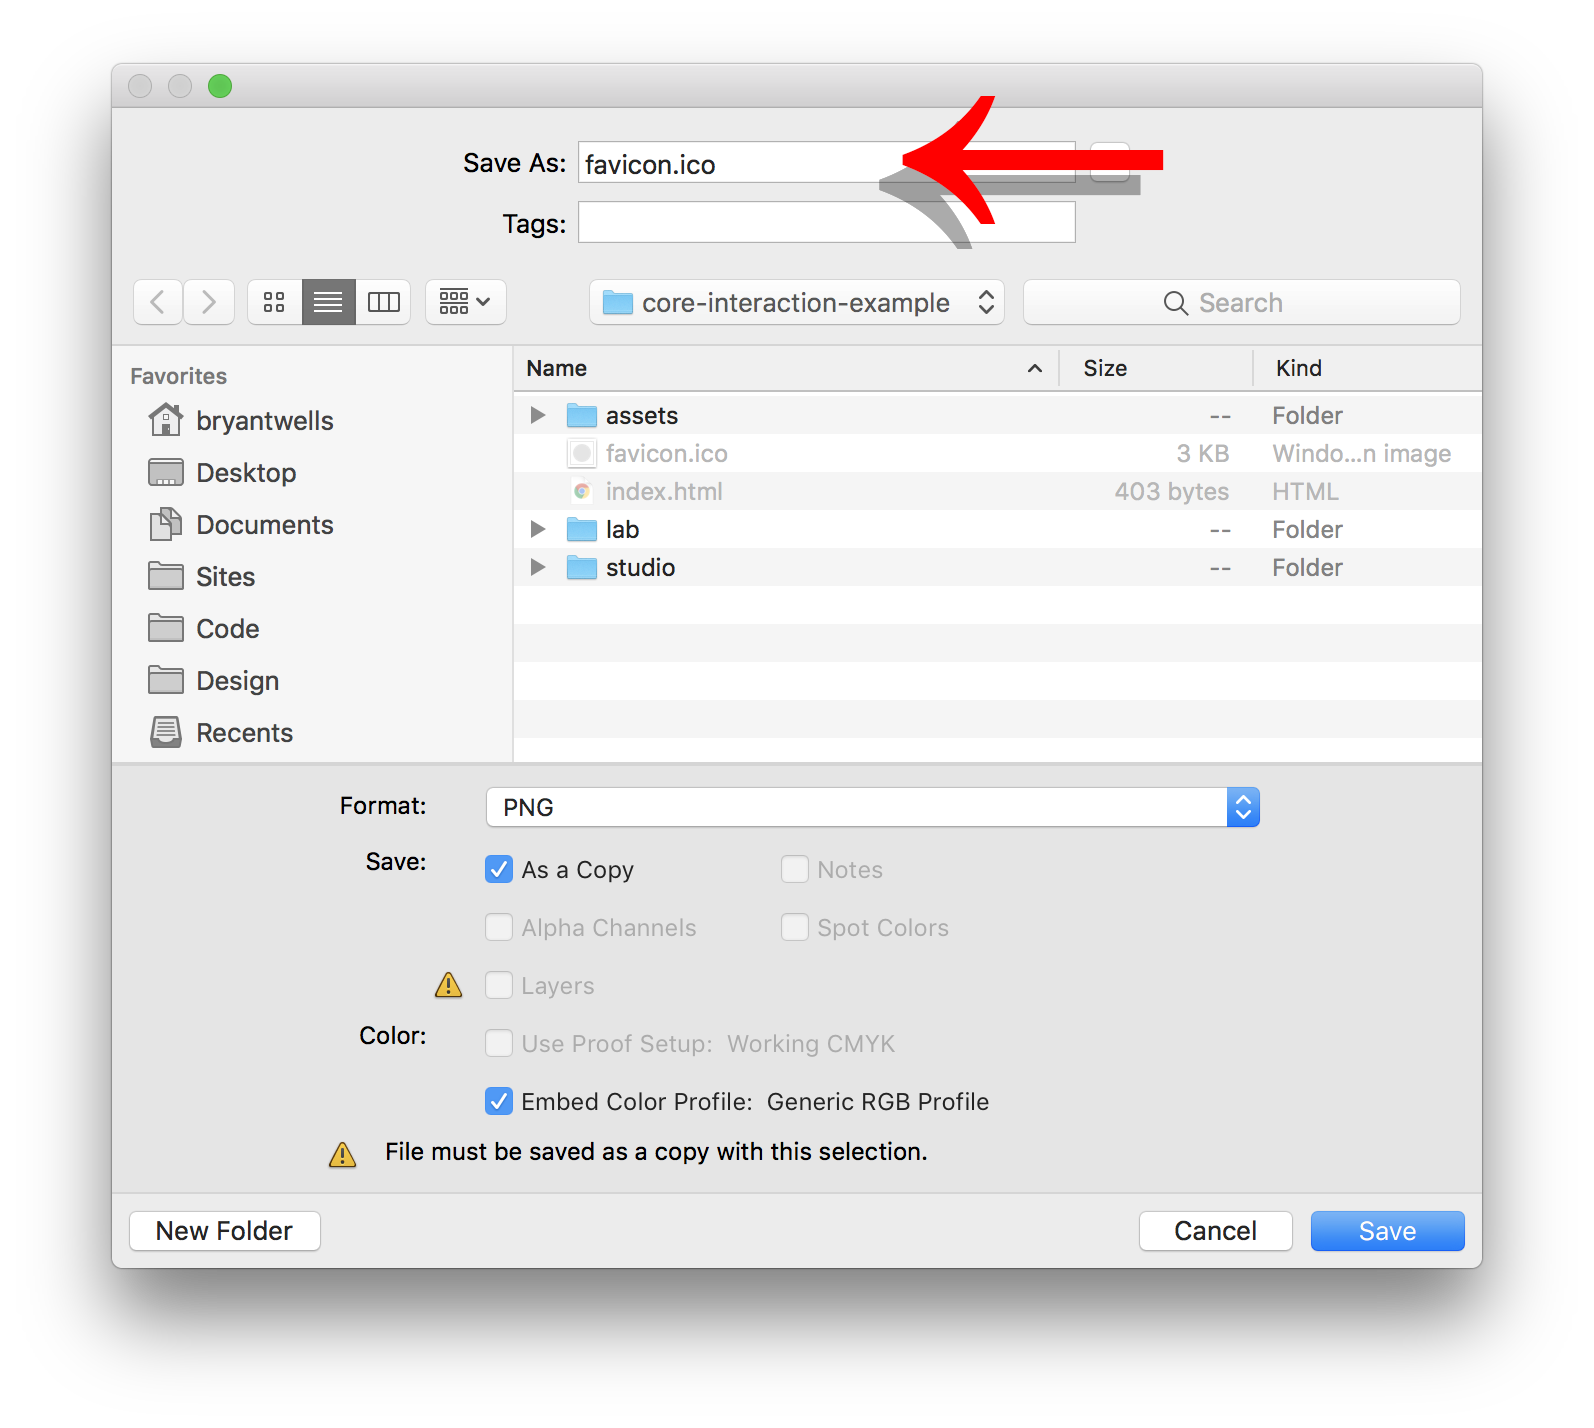 Save As: favicon.ico
Tags:
core-interaction-example
Search
Favorites
bryantwells
Desktop
Documents
Sites
Code
Design
Recents
Name Size Kind
assets -- Folder
favicon.ico 3 KB Windo...n image
index.html 403 bytes HTML
lab -- Folder
studio -- Folder
Format: PNG
Save: As a Copy Notes
Alpha Channels Spot Colors
Layers
Color: Use Proof Setup: Working CMYK
Embed Color Profile: Generic RGB Profile
File must be saved as a copy with this selection.
New Folder Cancel Save